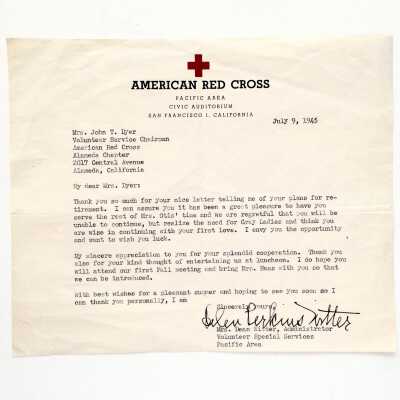 AMERICAN RED CROSS
PACIFIC AREA
CIVIC AUDITORIUM
SAN FRANCISCO 1, CALIFORNIA
July 9, 1945
Mrs. John T. Iyer
Volunteer Service Chairman
American Red Cross
Alameda Chapter
2017 Central Avenue
Alameda, California
My dear Mrs. Iyer:
Thank you so much for your nice letter telling me of your plans for re-
tirement. I can assure you it has been a great pleasure to have you
serve the rest of Mrs. Otis' time and we are regretful that you will be
unable to continue, but realize the need for Gray Ladies and think you
are wise in continuing with your first love. I envy you the opportunity
and want to wish you luck.
My sincere appreciation to you for your splendid cooperation. Thank you
also for your kind thought of entertaining us at luncheon. I do hope you
will attend our first Fall meeting and bring Mrs. with you so that
we can be introduced.
With best wishes for a pleasant summer and hoping to see you soon so I
can thank you personally, I am
Sincerely yours,
Helen Perkins
Mrs. Dean Administrator
Volunteer Special Services
Pacific Area